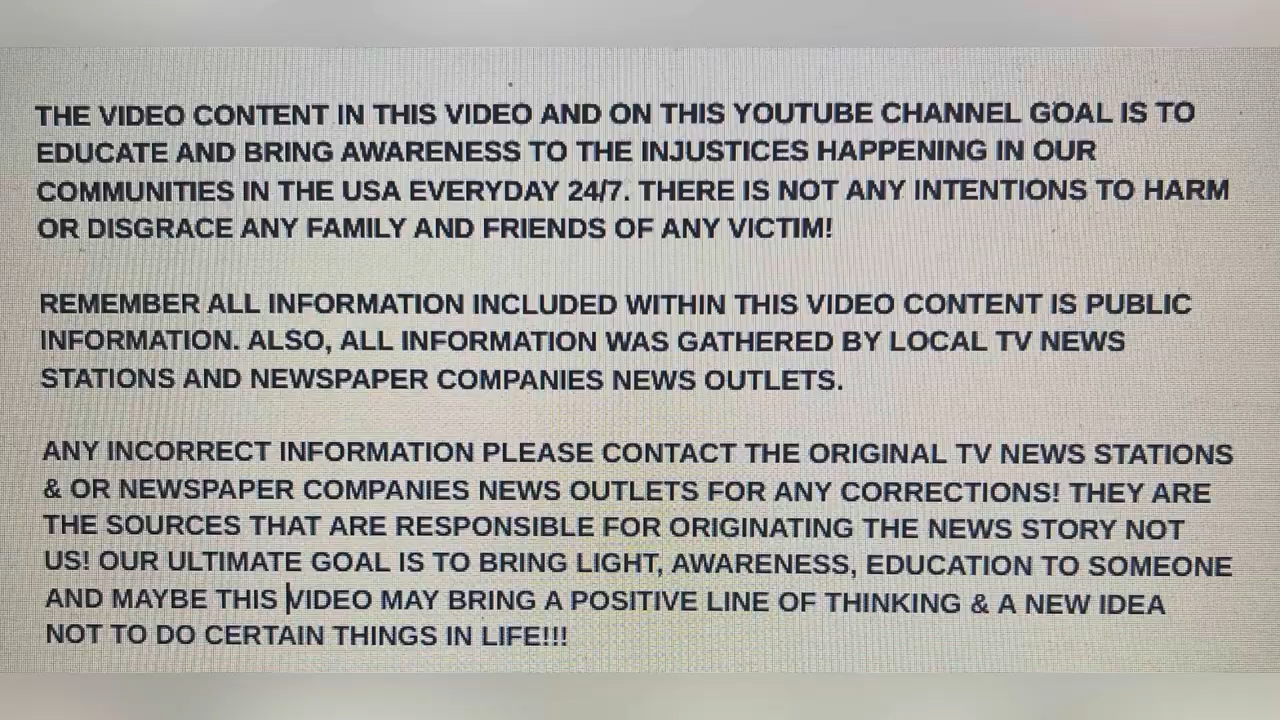 THE VIDEO CONTENT IN THIS VIDEO AND ON THIS YOUTUBE CHANNEL GOAL IS TO
EDUCATE AND BRING AWARENESS TO THE INJUSTICES HAPPENING IN OUR
COMMUNITIES IN THE USA EVERYDAY 24/7. THERE IS NOT ANY INTENTIONS TO HARM
OR DISGRACE ANY FAMILY AND FRIENDS OF ANY VICTIM!
REMEMBER ALL INFORMATION INCLUDED WITHIN THIS VIDEO CONTENT IS PUBLIC
INFORMATION. ALSO, ALL INFORMATION WAS GATHERED BY LOCAL TV NEWS
STATIONS AND NEWSPAPER COMPANIES NEWS OUTLETS.
ANY INCORRECT INFORMATION PLEASE CONTACT THE ORIGINAL TV NEWS STATIONS
& OR NEWSPAPER COMPANIES NEWS OUTLETS FOR ANY CORRECTIONS! THEY ARE
THE SOURCES THAT ARE RESPONSIBLE FOR ORIGINATING THE NEWS STORY NOT
US! OUR ULTIMATE GOAL IS TO BRING LIGHT, AWARENESS, EDUCATION TO SOMEONE
AND MAYBE THIS VIDEO MAY BRING A POSITIVE LINE OF THINKING & A NEW IDEA
NOT TO DO CERTAIN THINGS IN LIFE!!!